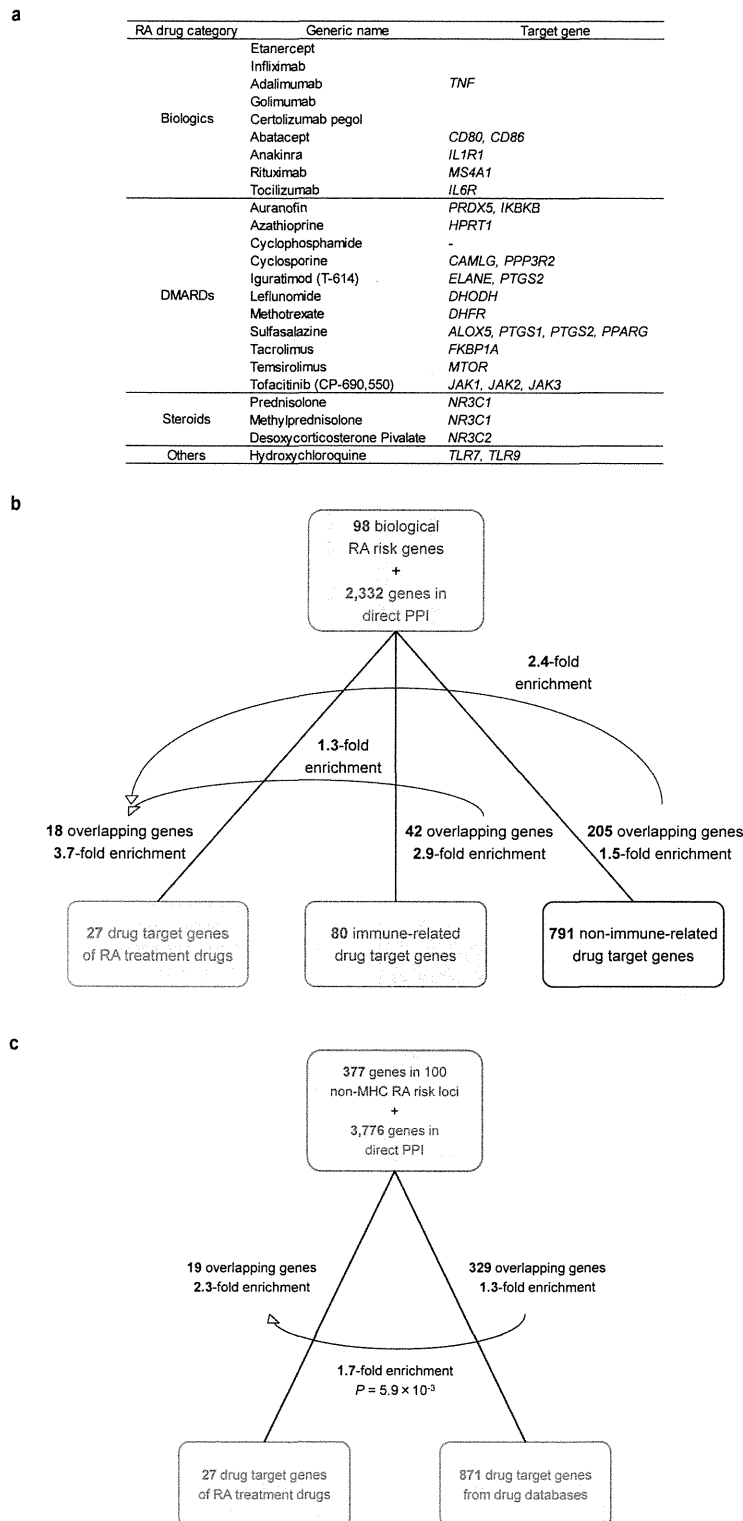 a
RA drug category Generic name Target gene
Etanercept
Infliximab
Adalimumab TNF
Golimumab
Biologics Certolizumab pegol
Abatacept CD80, CD86
Anakinra IL1R1
Rituximab MS4A1
Tocilizumab IL6R
Auranofin PRDX5, IKBKB
Azathioprine HPRT1
Cyclophosphamide -
Cyclosporine CAMLG, PPP3R2
Iguratimod (T-614) ELANE, PTGS2
DMARDs Leflunomide DHODH
Methotrexate DHFR
Sulfasalazine ALOX5, PTGS1, PTGS2, PPARG
Tacrolimus FKBP1A
Temsirolimus MTOR
Tofacitinib (CP-690,550) JAK1, JAK2, JAK3
Prednisolone NR3C1
Steroids Methylprednisolone NR3C1
Desoxycorticosterone Pivalate NR3C2
Others Hydroxychloroquine TLR7, TLR9
b
98 biological
RA risk genes
+
2,332 genes in
direct PPI
2.4-fold
enrichment
1.3-fold
enrichment
18 overlapping genes
3.7-fold enrichment
42 overlapping genes
2.9-fold enrichment
205 overlapping genes
1.5-fold enrichment
27 drug target genes
of RA treatment drugs
80 immune-related
drug target genes
791 non-immune-related
drug target genes
c
377 genes in 100
non-MHC RA risk loci
+
3,776 genes in
direct PPI
19 overlapping genes
2.3-fold enrichment
329 overlapping genes
1.3-fold enrichment
1.7-fold enrichment
P = 5.9 × 10⁻³
27 drug target genes
of RA treatment drugs
871 drug target genes
from drug databases